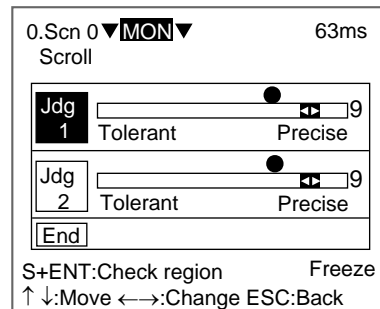 0.Scn 0▼MON▼ 63ms
Scroll
Jdg 1 9
Tolerant Precise
Jdg 2 9
Tolerant Precise
End
S+ENT:Check region Freeze
↑ ↓:Move ←→:Change ESC:Back